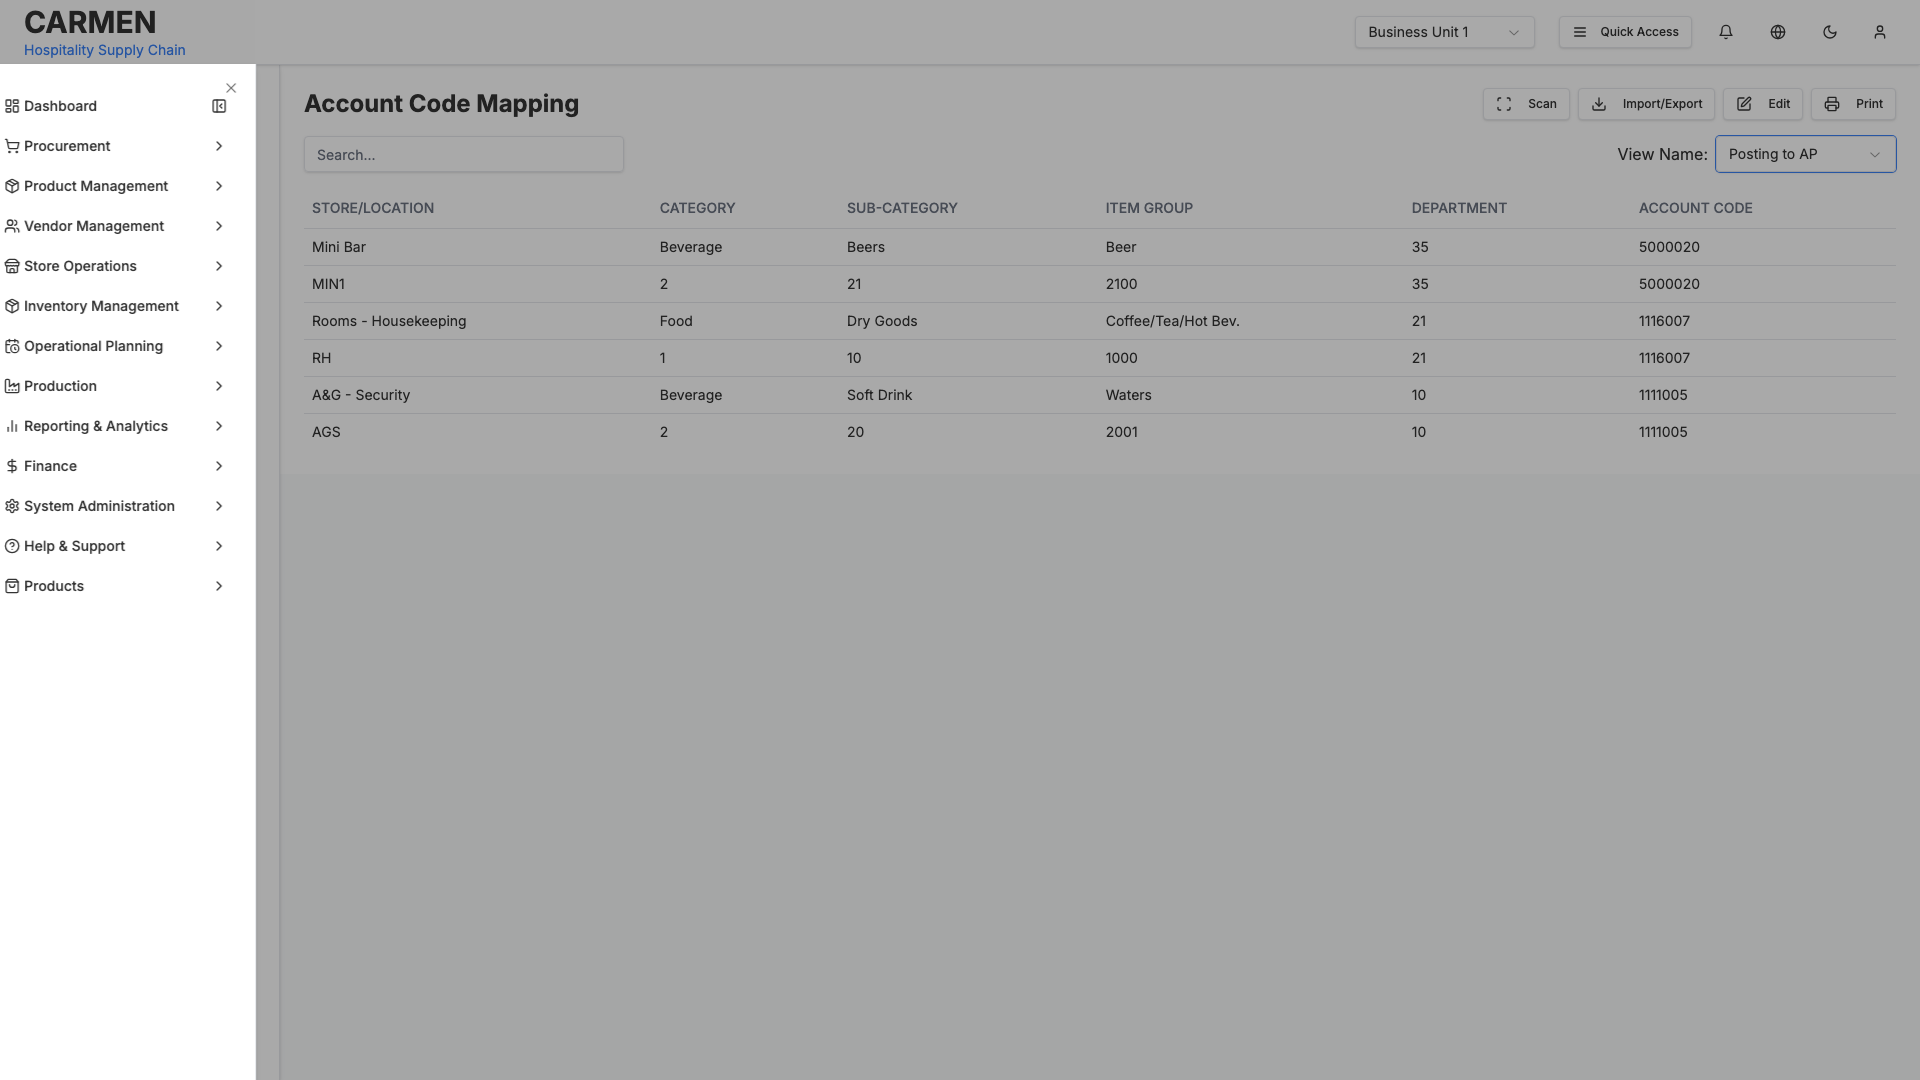 CARMEN
Hospitality Supply Chain
Business Unit 1
Quick Access
Dashboard
Procurement
Product Management
Vendor Management
Store Operations
Inventory Management
Operational Planning
Production
Reporting & Analytics
Finance
System Administration
Help & Support
Products
Account Code Mapping
Scan
Import/Export
Edit
Print
Search...
View Name: Posting to AP
STORE/LOCATION CATEGORY SUB-CATEGORY ITEM GROUP DEPARTMENT ACCOUNT CODE
Mini Bar Beverage Beers Beer 35 5000020
MIN1 2 21 2100 35 5000020
Rooms - Housekeeping Food Dry Goods Coffee/Tea/Hot Bev. 21 1116007
RH 1 10 1000 21 1116007
A&G - Security Beverage Soft Drink Waters 10 1111005
AGS 2 20 2001 10 1111005